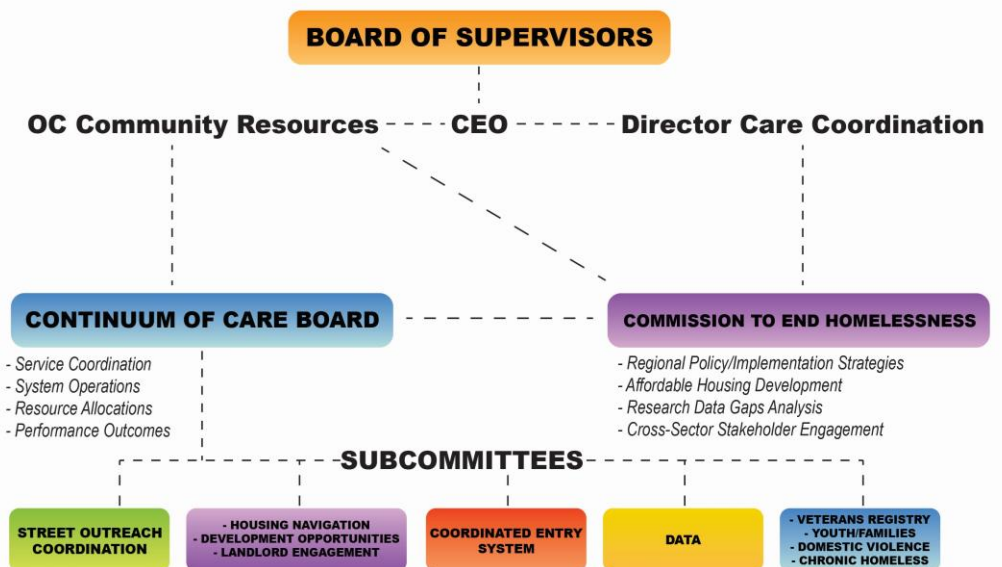 BOARD OF SUPERVISORS
OC Community Resources
CEO
Director Care Coordination
CONTINUUM OF CARE BOARD
- Service Coordination
- System Operations
- Resource Allocations
- Performance Outcomes
COMMISSION TO END HOMELESSNESS
- Regional Policy/Implementation Strategies
- Affordable Housing Development
- Research Data Gaps Analysis
- Cross-Sector Stakeholder Engagement
SUBCOMMITTEES
STREET OUTREACH
COORDINATION
- HOUSING NAVIGATION
- DEVELOPMENT OPPORTUNITIES
- LANDLORD ENGAGEMENT
COORDINATED ENTRY
SYSTEM
DATA
- VETERANS REGISTRY
- YOUTH/FAMILIES
- DOMESTIC VIOLENCE
- CHRONIC HOMELESS